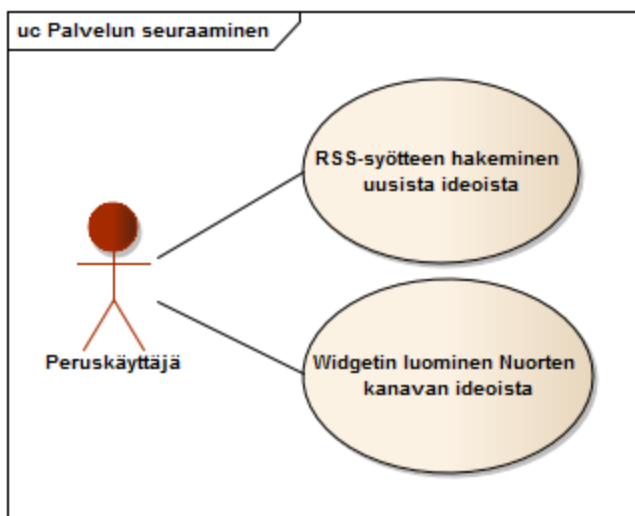 uc Palvelun seuraaminen
RSS-syötteen hakeminen
uusista ideoista
Peruskäyttäjä
Widgetin luominen Nuorten
kanavan ideoista